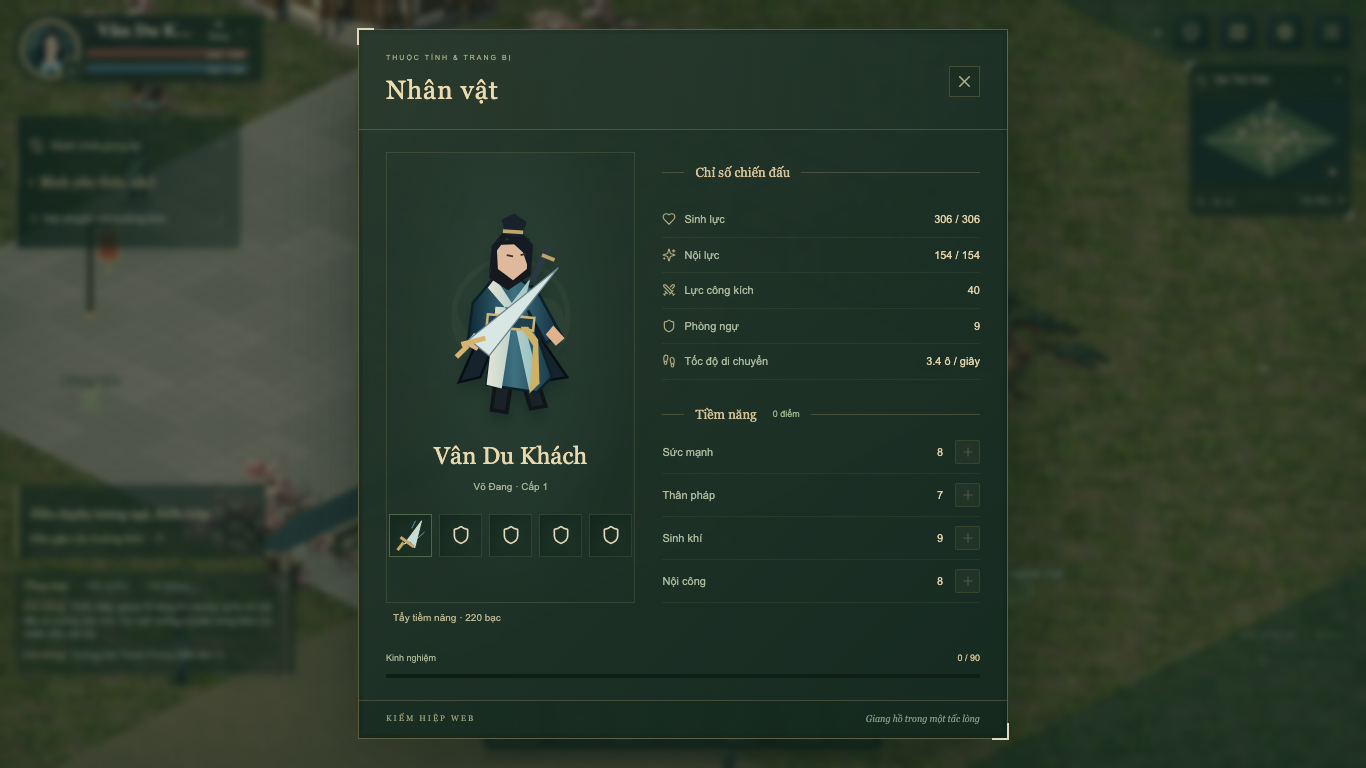 THUỘC TÍNH & TRANG BỊ
Nhân vật
Vân Du Khách
Võ Đang · Cấp 1
Tẩy tiềm năng · 220 bạc
Chỉ số chiến đấu
Sinh lực 306 / 306
Nội lực 154 / 154
Lực công kích 40
Phòng ngự 9
Tốc độ di chuyển 3.4 ô / giây
Tiềm năng 0 điểm
Sức mạnh 8
Thân pháp 7
Sinh khí 9
Nội công 8
Kinh nghiệm 0 / 90
KIẾM HIỆP WEB
Giang hồ trong một tấc lòng
Vân Du K...